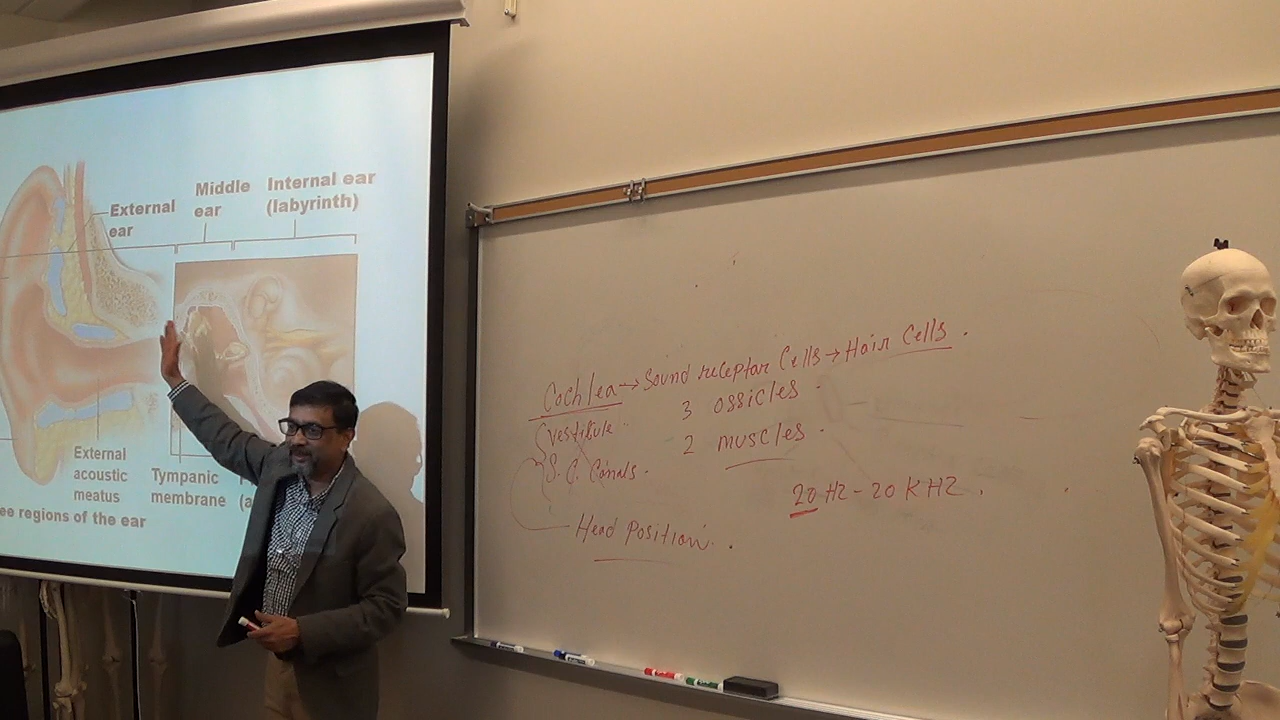 Middle ear
Internal ear
(labyrinth)
External
ear
External
acoustic
meatus
Tympanic
membrane
(a
ee regions of the ear
Cochlea → Sound receptar Cells → Hair Cells.
3 ossicles
Vestibule
2 muscles
S.C. Canals.
20 HZ - 20 KHZ.
Head Position.